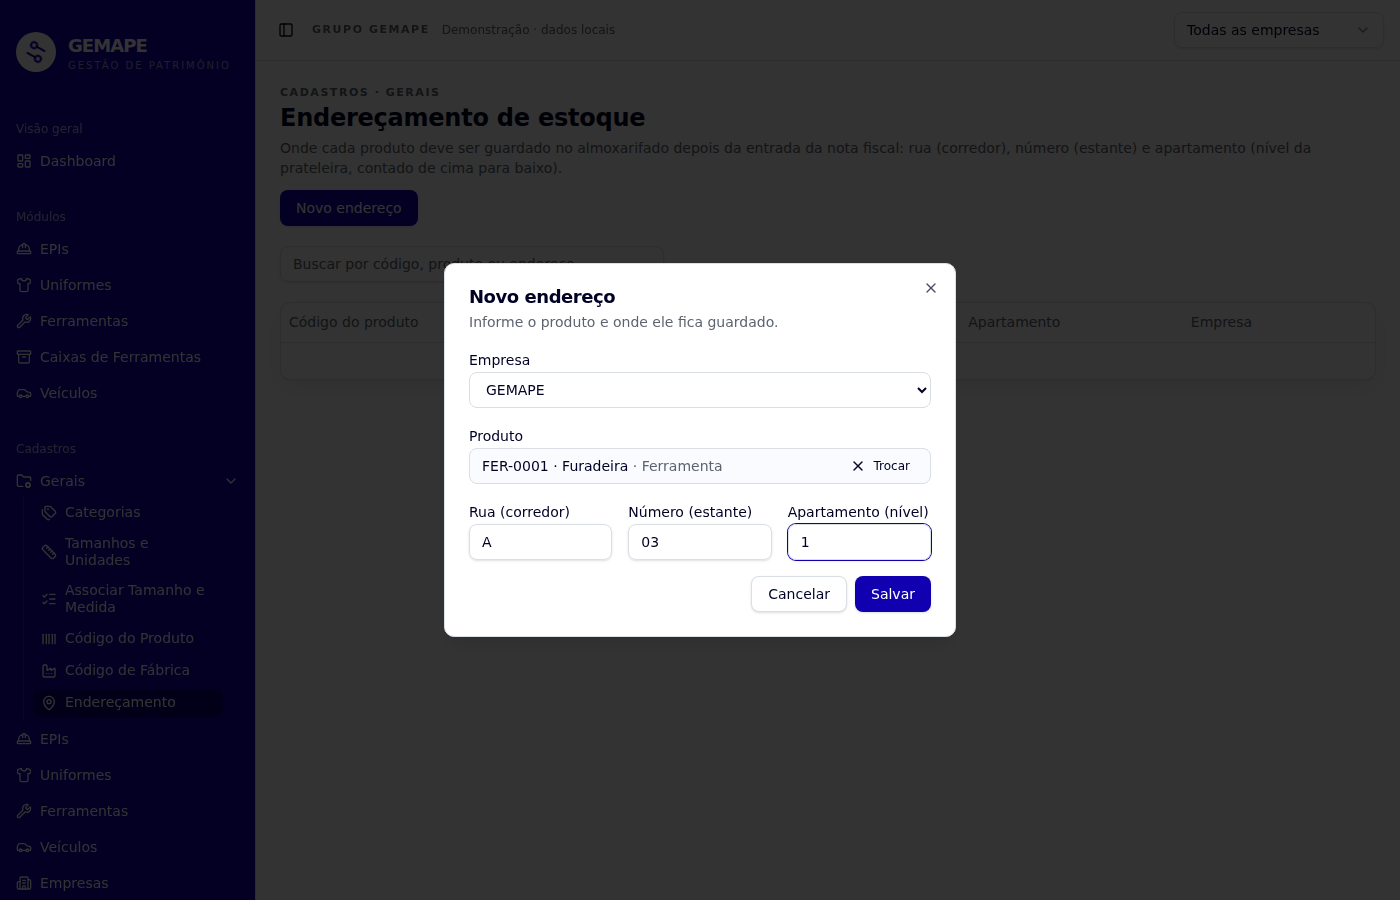 GEMAPE
GESTÃO DE PATRIMÔNIO
Visão geral
Dashboard
Módulos
EPIs
Uniformes
Ferramentas
Caixas de Ferramentas
Veículos
Cadastros
Gerais
Categorias
Tamanhos e
Unidades
Associar Tamanho e
Medida
Código do Produto
Código de Fábrica
Endereçamento
EPIs
Uniformes
Ferramentas
Veículos
Empresas
GRUPO GEMAPE Demonstração · dados locais
Todas as empresas
CADASTROS · GERAIS
Endereçamento de estoque
Onde cada produto deve ser guardado no almoxarifado depois da entrada da nota fiscal: rua (corredor), número (estante) e apartamento (nível da
prateleira, contado de cima para baixo).
Novo endereço
Buscar por código, produto ou endereço
Código do produto Apartamento Empresa
Novo endereço
Informe o produto e onde ele fica guardado.
Empresa
GEMAPE
Produto
FER-0001 · Furadeira · Ferramenta Trocar
Rua (corredor) Número (estante) Apartamento (nível)
A 03 1
Cancelar Salvar